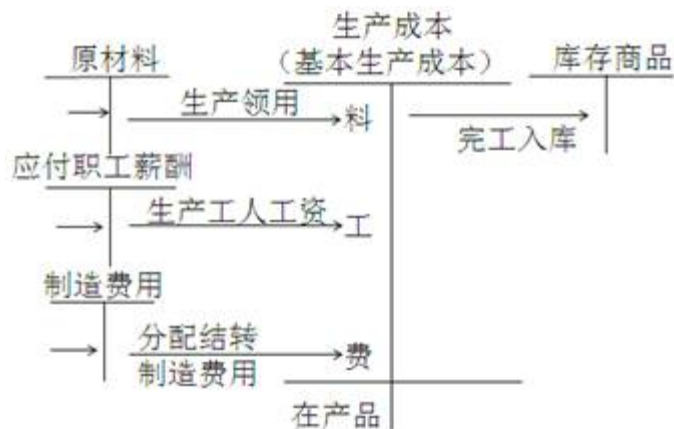 生产成本
原材料
(基本生产成本)
库存商品
生产领用
料
完工入库
应付职工薪酬
生产工人工资
工
制造费用
分配结转
费
制造费用
在产品